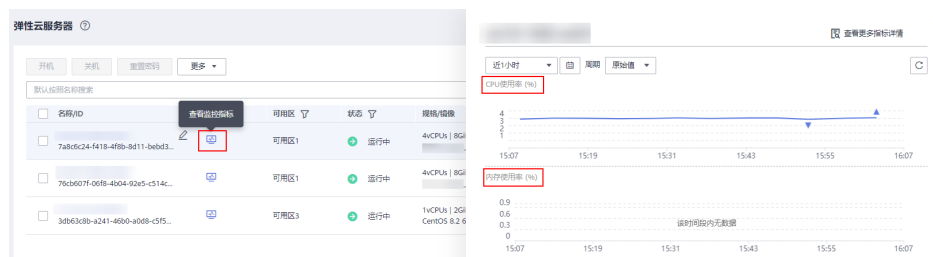 弹性云服务器
开机 关机 重置密码 更多
默认按照名称搜索
查看监控指标
名称/ID 可用区 状态 规格/镜像
7a8c6c24-f418-4f8b-8d11-bebd3... 可用区1 运行中 4vCPUs | 8Gi
76cb607f-06f8-4b04-92e5-c514c... 可用区1 运行中 4vCPUs | 8Gi
3db63c8b-a241-46b0-a0d8-c5f5... 可用区3 运行中 1vCPUs | 2Gi
CentOS 8.2 6
查看更多指标详情
近1小时 周期 原始值
CPU使用率 (%)
4
3
2
1
15:07 15:19 15:31 15:43 15:55 16:07
内存使用率 (%)
0.9
0.6
0.3
该时间段内无数据
0
15:07 15:19 15:31 15:43 15:55 16:07